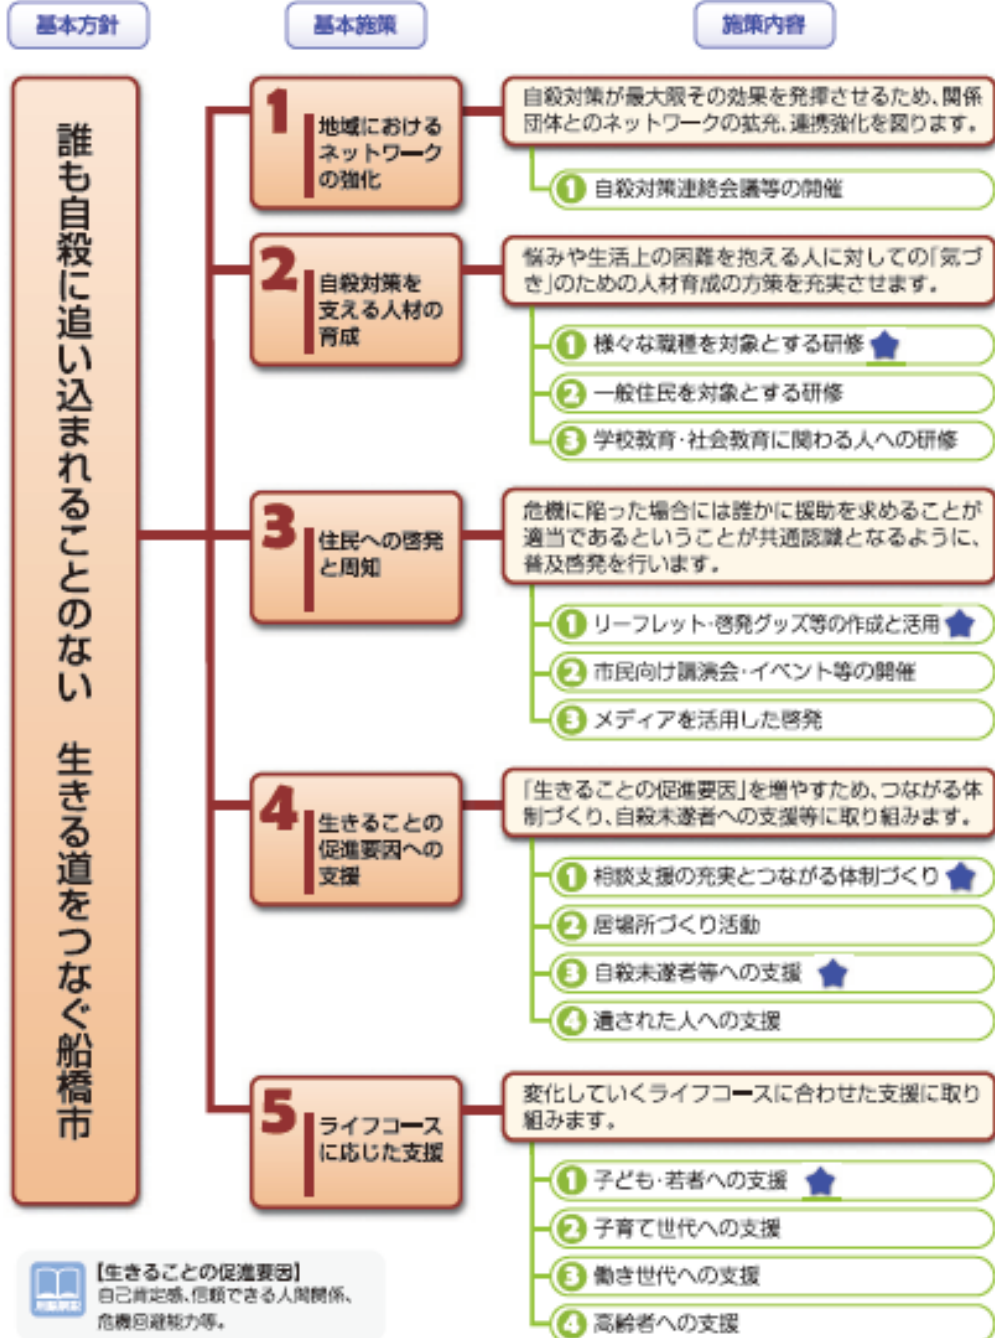 基本方針
基本施策
施策内容
誰も自殺に追い込まれることのない 生きる道をつなぐ船橋市
1
地域における
ネットワーク
の強化
自殺対策が最大限その効果を発揮させるため、関係
団体とのネットワークの拡充、連携強化を図ります。
1 自殺対策連絡会議等の開催
2
自殺対策を
支える人材の
育成
悩みや生活上の困難を抱える人に対しての「気づ
き」のための人材育成の方策を充実させます。
1 様々な職種を対象とする研修
2 一般住民を対象とする研修
3 学校教育・社会教育に関わる人への研修
3
住民への啓発
と周知
危機に陥った場合には誰かに援助を求めることが
適当であるということが共通認識となるように、
普及啓発を行います。
1 リーフレット・啓発グッズ等の作成と活用
2 市民向け講演会・イベント等の開催
3 メディアを活用した啓発
4
生きることの
促進要因への
支援
「生きることの促進要因」を増やすため、つながる体
制づくり、自殺未遂者への支援等に取り組みます。
1 相談支援の充実とつながる体制づくり
2 居場所づくり活動
3 自殺未遂者等への支援
4 遺された人への支援
5
ライフコース
に応じた支援
変化していくライフコースに合わせた支援に取り
組みます。
1 子ども・若者への支援
2 子育て世代への支援
3 働き世代への支援
4 高齢者への支援
【生きることの促進要因】
自己肯定感、信頼できる人間関係、
危機回避能力等。